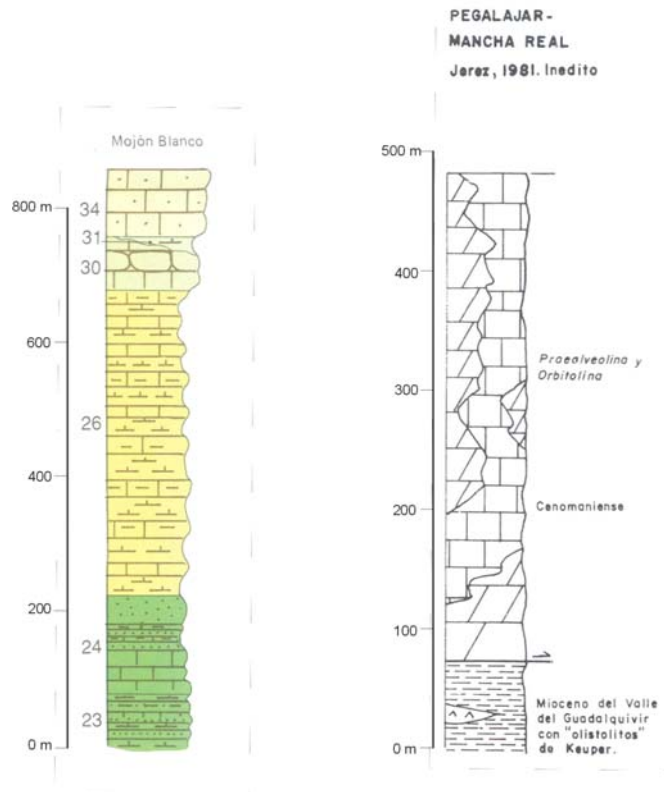 PEGALAJAR-
MANCHA REAL
Jerez, 1981. Inedito
Mojón Blanco
800 m
34
31
30
600
26
400
200
24
23
0 m
500 m
400
Praealveolina y
Orbitolina
300
Cenomaniense
200
100
Mioceno del Valle
del Guadalquivir
con "olistolitos"
de Keuper.
0 m